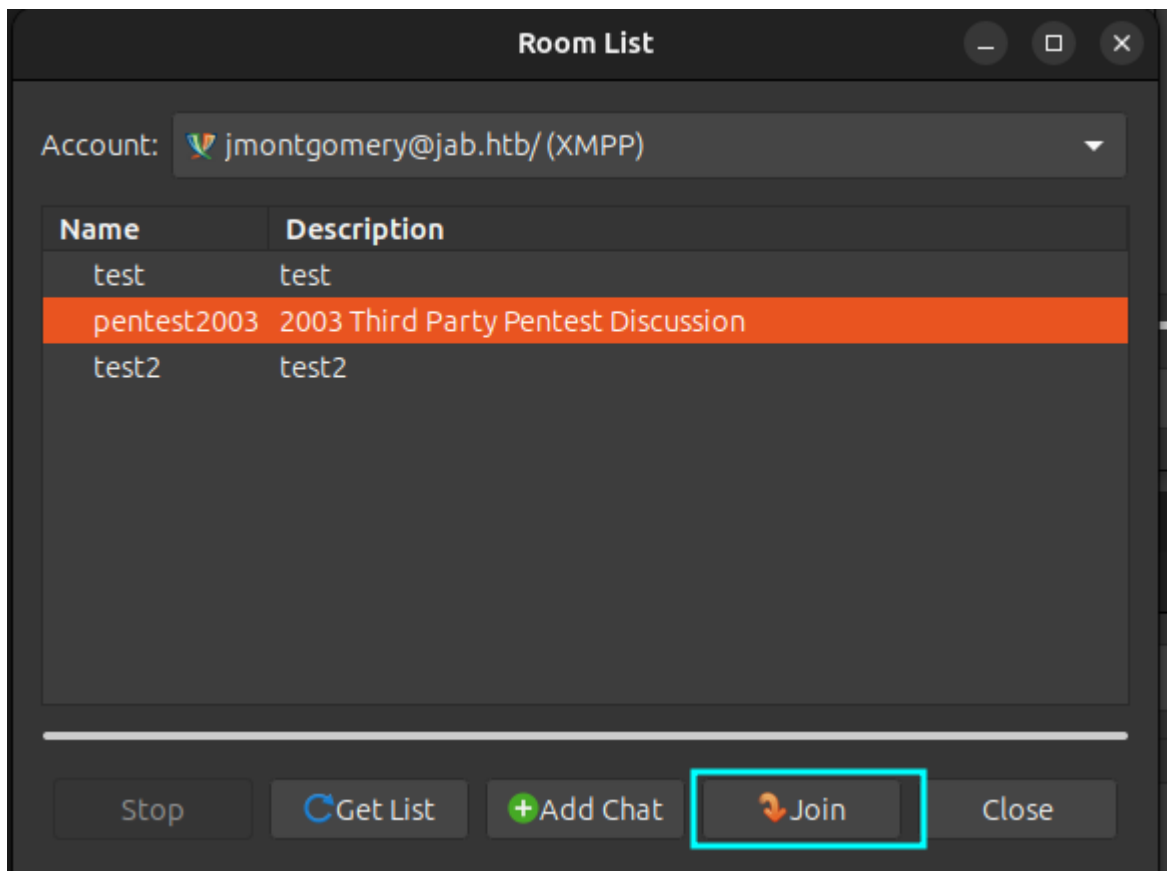 Room List
Account: jmontgomery@jab.htb/ (XMPP)
Name Description
test test
pentest2003 2003 Third Party Pentest Discussion
test2 test2
Stop Get List Add Chat Join Close